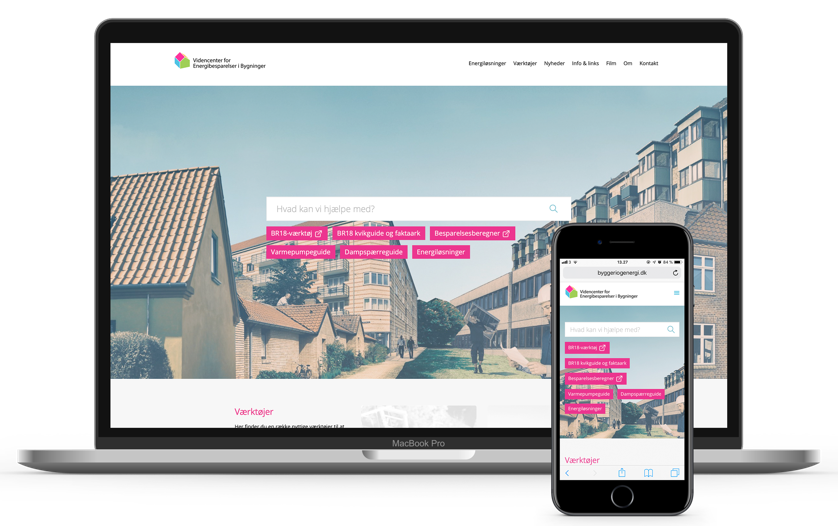 Videncenter for
Energibesparelser i Bygninger
Energiløsninger Værktøjer Nyheder Info & links Film Om Kontakt
Hvad kan vi hjælpe med?
BR18-værktøj BR18 kvikguide og faktaark Besparelsesberegner
Varmepumpeguide Dampspærreguide Energiløsninger
Værktøjer
Her finder du en række nyttige værktøjer til at
MacBook Pro
3 13.27 84 %
byggeriogenergi.dk
Videncenter for
Energibesparelser i Bygninger
Hvad kan vi hjælpe med?
BR18-værktøj
BR18 kvikguide og faktaark
Besparelsesberegner
Varmepumpeguide Dampspærreguide
Energiløsninger
Værktøjer